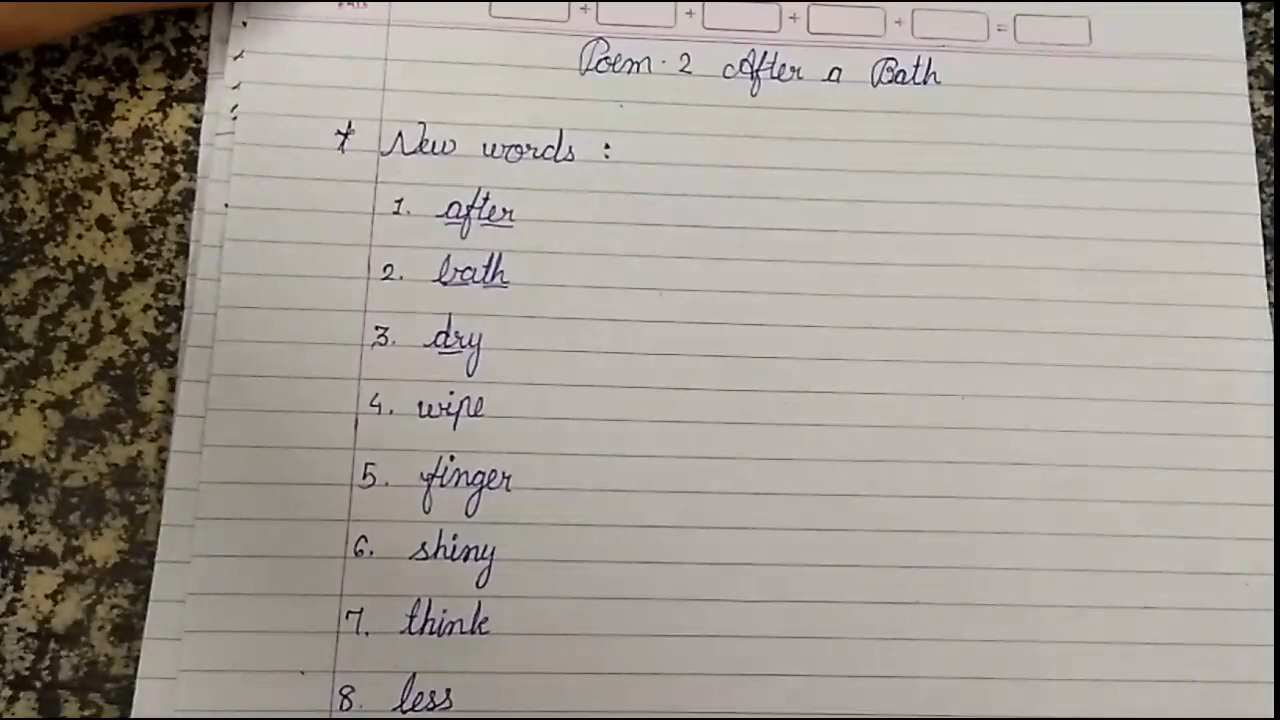 + + + + =
Poem. 2 After a Bath
* New words :
1. after
2. bath
3. dry
4. wipe
5. finger
6. shiny
7. think
8. less